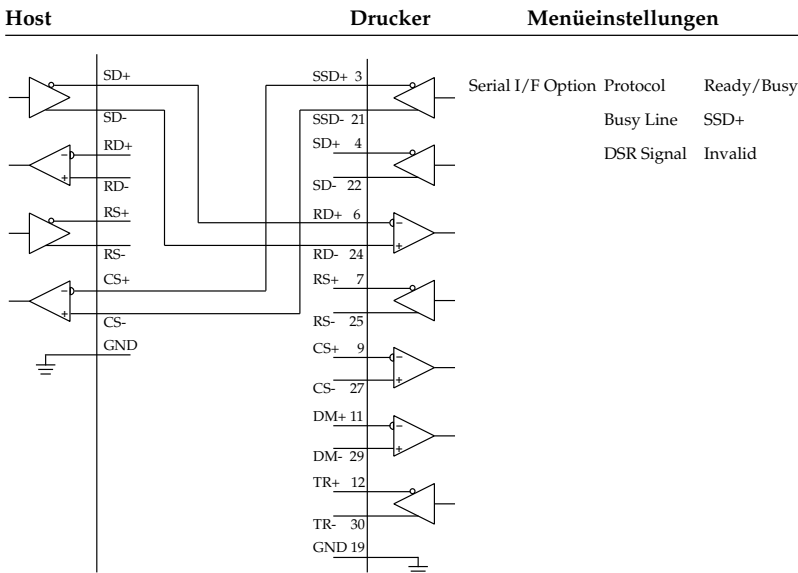 Host Drucker Menüeinstellungen
SD+ SSD+ 3 Serial I/F Option Protocol Ready/Busy
SD- SSD- 21 Busy Line SSD+
RD+ SD+ 4 DSR Signal Invalid
RD- SD- 22
RS+ RD+ 6
RS- RD- 24
CS+ RS+ 7
CS- RS- 25
GND CS+ 9
CS- 27
DM+ 11
DM- 29
TR+ 12
TR- 30
GND 19